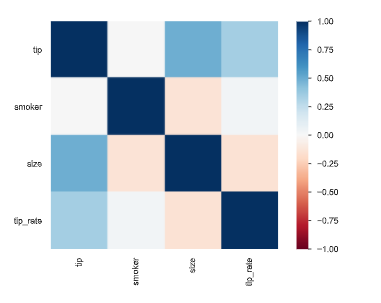 tip
smoker
size
tip_rate
tip
smoker
size
tip_rate
1.00
0.75
0.50
0.25
0.00
−0.25
−0.50
−0.75
−1.00